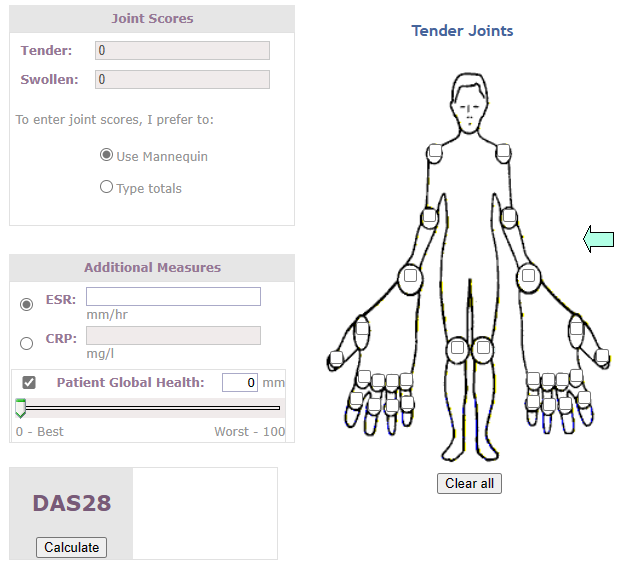 Joint Scores
Tender: 0
Swollen: 0
To enter joint scores, I prefer to:
Use Mannequin
Type totals
Additional Measures
ESR:
mm/hr
CRP:
mg/l
Patient Global Health: 0 mm
0 - Best Worst - 100
DAS28
Calculate
Tender Joints
Clear all